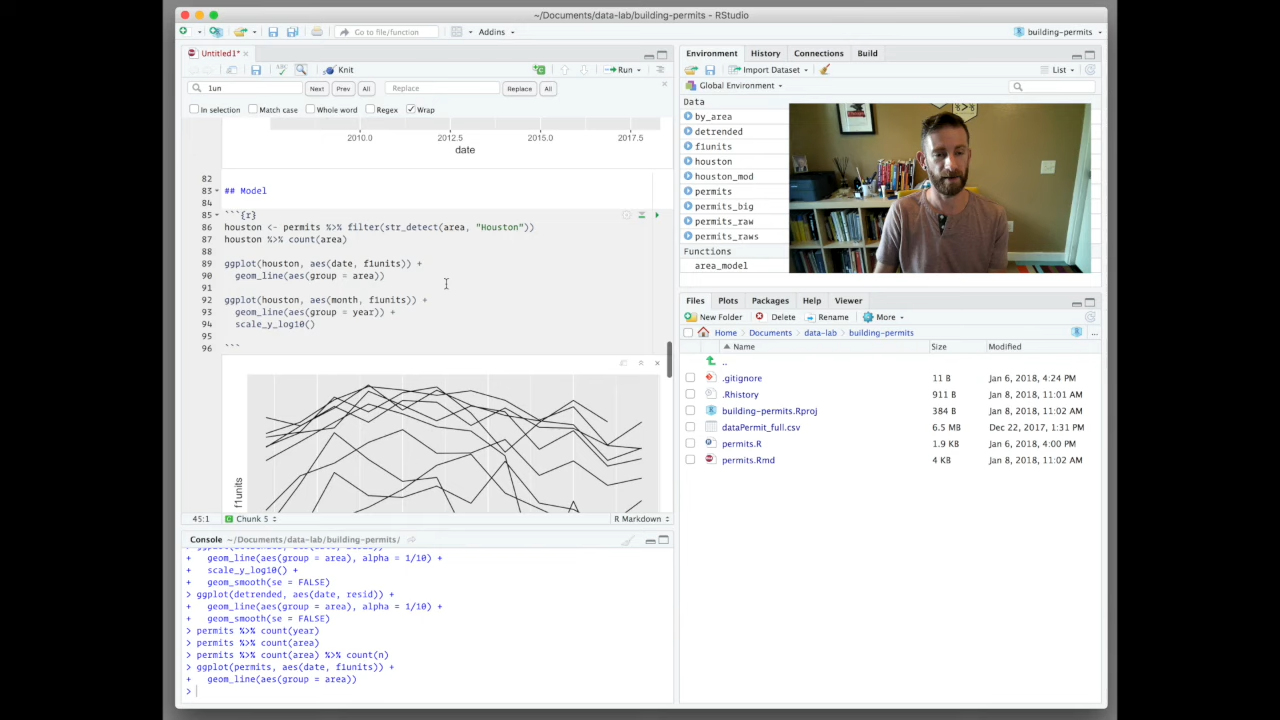 ~/Documents/data-lab/building-permits - RStudio
Go to file/function
Addins
building-permits
Untitled1*
Knit
Run
1un
Next
Prev
All
Replace
Replace
All
In selection
Match case
Whole word
Regex
Wrap
2010.0
2012.5
2015.0
2017.5
date
82
83 ## Model
84
85 ```{r}
86 houston <- permits %>% filter(str_detect(area, "Houston"))
87 houston %>% count(area)
88
89 ggplot(houston, aes(date, f1units)) +
90 geom_line(aes(group = area))
91
92 ggplot(houston, aes(month, f1units)) +
93 geom_line(aes(group = year)) +
94 scale_y_log10()
95
96 ```
f1units
45:1
Chunk 5
R Markdown
Console ~/Documents/data-lab/building-permits/
+ geom_line(aes(group = area), alpha = 1/10) +
+ scale_y_log10() +
+ geom_smooth(se = FALSE)
> ggplot(detrended, aes(date, resid)) +
+ geom_line(aes(group = area), alpha = 1/10) +
+ geom_smooth(se = FALSE)
> permits %>% count(year)
> permits %>% count(area)
> permits %>% count(area) %>% count(n)
> ggplot(permits, aes(date, f1units)) +
+ geom_line(aes(group = area))
>
Environment
History
Connections
Build
Import Dataset
List
Global Environment
Data
by_area
detrended
f1units
houston
houston_mod
permits
permits_big
permits_raw
permits_raws
Functions
area_model
Files
Plots
Packages
Help
Viewer
New Folder
Delete
Rename
More
Home
Documents
data-lab
building-permits
...
Name
Size
Modified
..
.gitignore
11 B
Jan 6, 2018, 4:24 PM
.Rhistory
911 B
Jan 8, 2018, 11:01 AM
building-permits.Rproj
384 B
Jan 8, 2018, 11:02 AM
dataPermit_full.csv
6.5 MB
Dec 22, 2017, 1:31 PM
permits.R
1.9 KB
Jan 6, 2018, 4:00 PM
permits.Rmd
4 KB
Jan 8, 2018, 11:02 AM